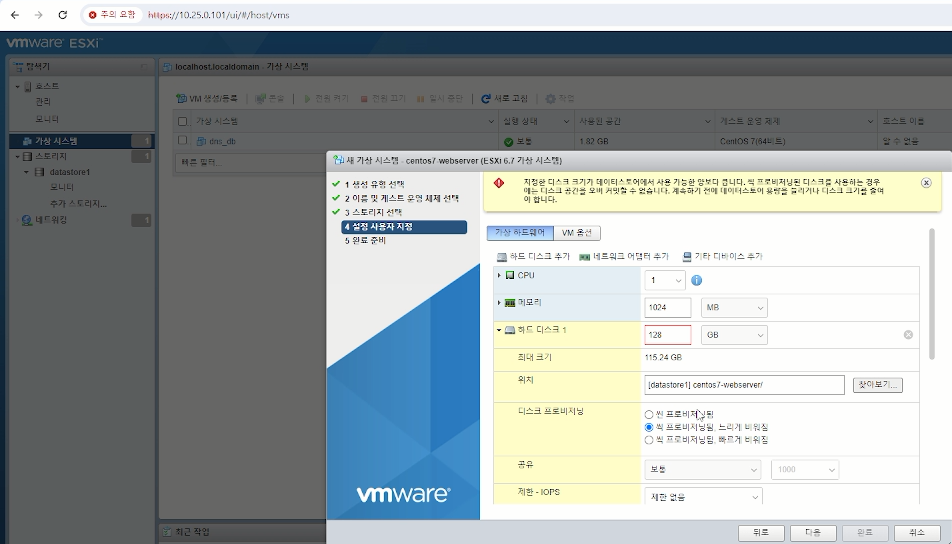 주의 요함 https://10.25.0.101/ui/#/host/vms
vmware ESXi™
탐색기
호스트
관리
모니터
가상 시스템 1
스토리지 1
datastore1
모니터
추가 스토리지...
네트워킹 1
localhost.localdomain - 가상 시스템
VM 생성/등록 콘솔 전원 켜기 전원 끄기 일시 중단 새로 고침 작업
가상 시스템 실행 상태 사용된 공간 게스트 운영 체제 호스트 이름
dns_db 보통 1.82 GB CentOS 7(64비트) 알 수 없음
빠른 필터...
최근 작업
새 가상 시스템 - centos7-webserver (ESXi 6.7 가상 시스템)
1 생성 유형 선택
2 이름 및 게스트 운영 체제 선택
3 스토리지 선택
4 설정 사용자 지정
5 완료 준비
vmware®
지정한 디스크 크기가 데이터스토어에서 사용 가능한 양보다 큽니다. 씩 프로비저닝된 디스크를 사용하는 경우
에는 디스크 공간을 오버 커밋할 수 없습니다. 계속하기 전에 데이터스토어 용량을 늘리거나 디스크 크기를 줄여
야 합니다.
가상 하드웨어 VM 옵션
하드 디스크 추가 네트워크 어댑터 추가 기타 디바이스 추가
CPU 1
메모리 1024 MB
하드 디스크 1 128 GB
최대 크기 115.24 GB
위치 [datastore1] centos7-webserver/ 찾아보기...
디스크 프로비저닝 씬 프로비저닝됨
씩 프로비저닝됨, 느리게 비워짐
씩 프로비저닝됨, 빠르게 비워짐
공유 보통 1000
제한 - IOPS 제한 없음
뒤로 다음 완료 취소